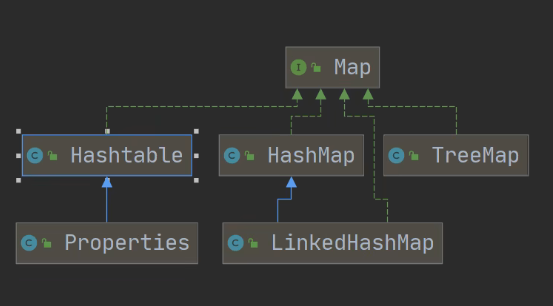 I Map
C Hashtable
C HashMap
C TreeMap
C Properties
C LinkedHashMap